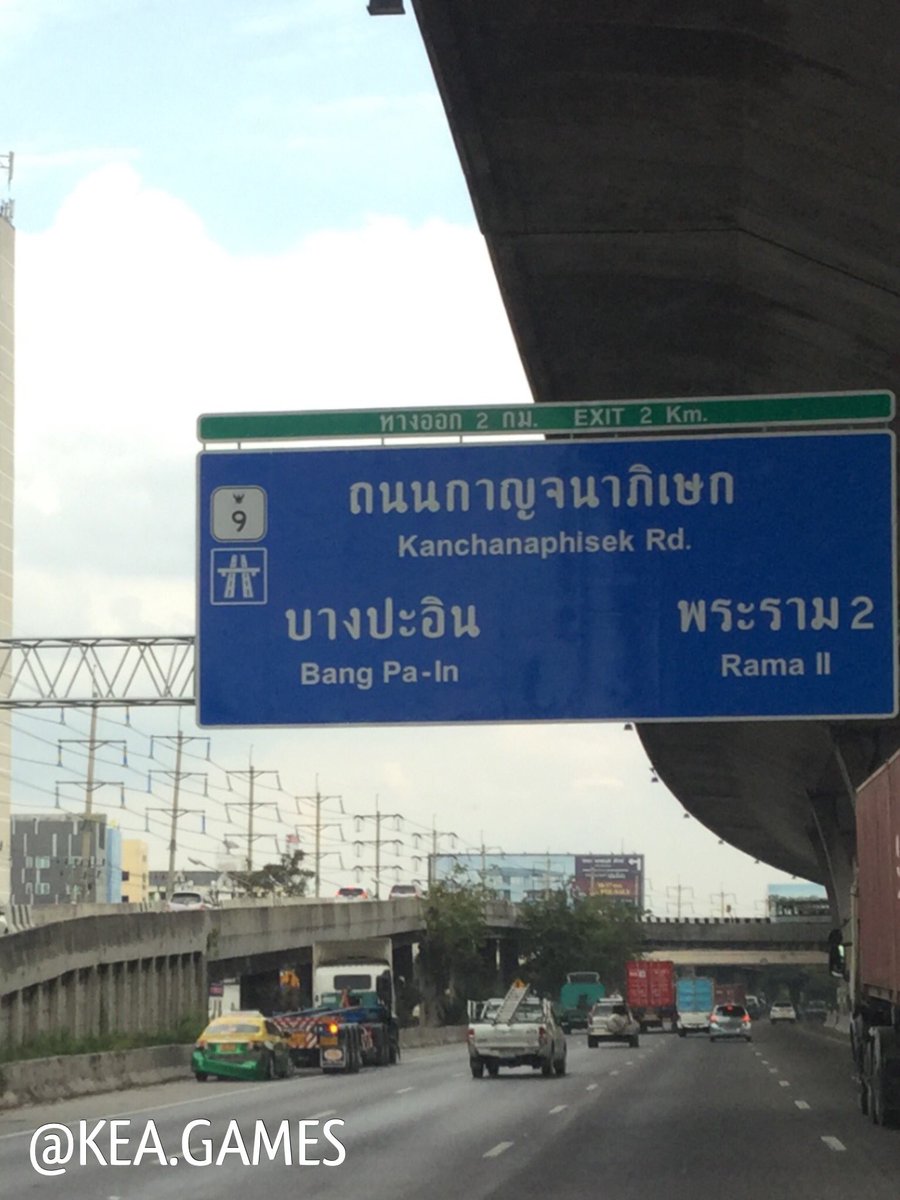 ทางออก 2 กม. EXIT 2 Km.
9
ถนนกาญจนาภิเษก
Kanchanaphisek Rd.
บางปะอิน
พระราม 2
Bang Pa-In
Rama II
@KEA.GAMES